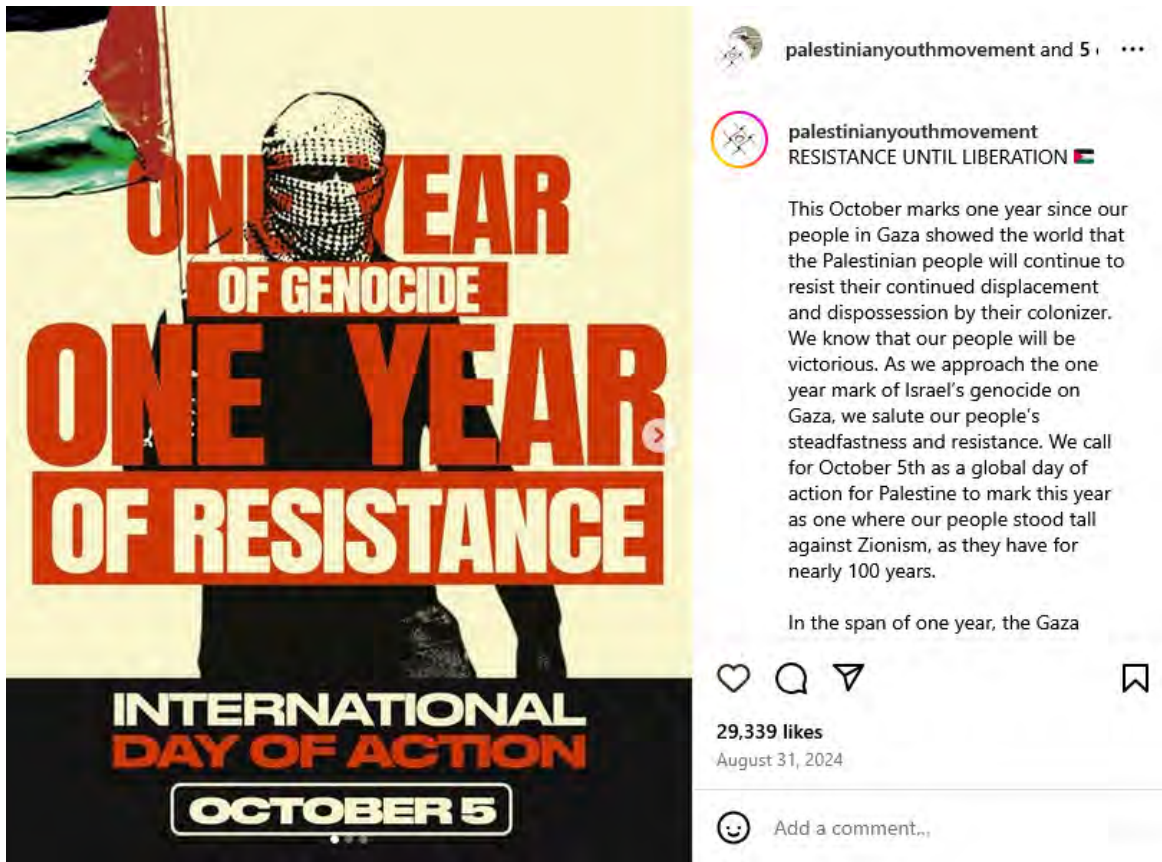 ONE YEAR
OF GENOCIDE
ONE YEAR
OF RESISTANCE
INTERNATIONAL
DAY OF ACTION
OCTOBER 5
palestinianyouthmovement and 5
palestinianyouthmovement
RESISTANCE UNTIL LIBERATION 🇵🇸
This October marks one year since our
people in Gaza showed the world that
the Palestinian people will continue to
resist their continued displacement
and dispossession by their colonizer.
We know that our people will be
victorious. As we approach the one
year mark of Israel's genocide on
Gaza, we salute our people's
steadfastness and resistance. We call
for October 5th as a global day of
action for Palestine to mark this year
as one where our people stood tall
against Zionism, as they have for
nearly 100 years.
In the span of one year, the Gaza
29,339 likes
August 31, 2024
Add a comment...